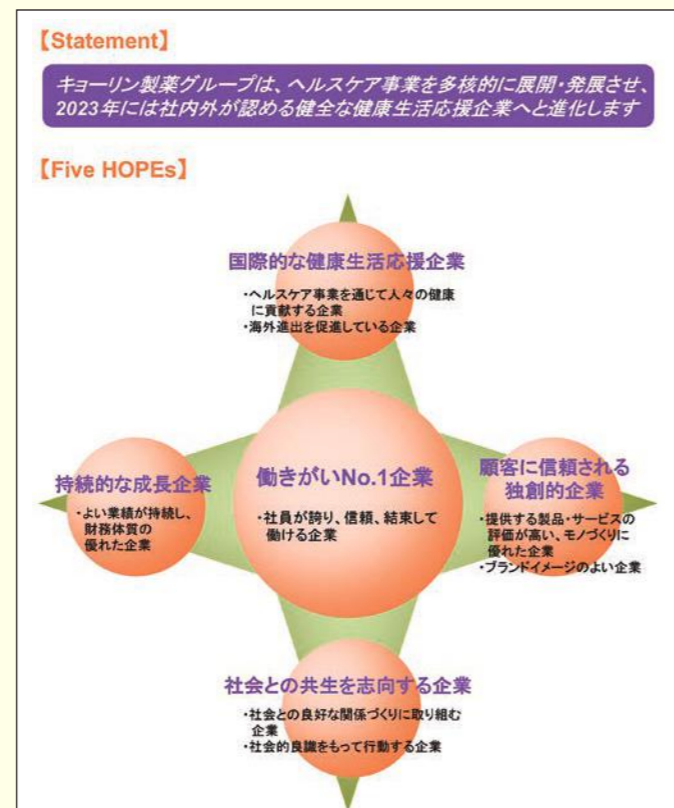 【Statement】
キョーリン製薬グループは、ヘルスケア事業を多核的に展開・発展させ、
2023年には社内外が認める健全な健康生活応援企業へと進化します
【Five HOPEs】
国際的な健康生活応援企業
・ヘルスケア事業を通じて人々の健康
に貢献する企業
・海外進出を促進している企業
持続的な成長企業
・よい業績が持続し、
財務体質の
優れた企業
働きがいNo.1企業
・社員が誇り、信頼、結束して
働ける企業
顧客に信頼される
独創的企業
・提供する製品・サービスの
評価が高い、モノづくりに
優れた企業
・ブランドイメージのよい企業
社会との共生を志向する企業
・社会との良好な関係づくりに取り組む
企業
・社会的良識をもって行動する企業